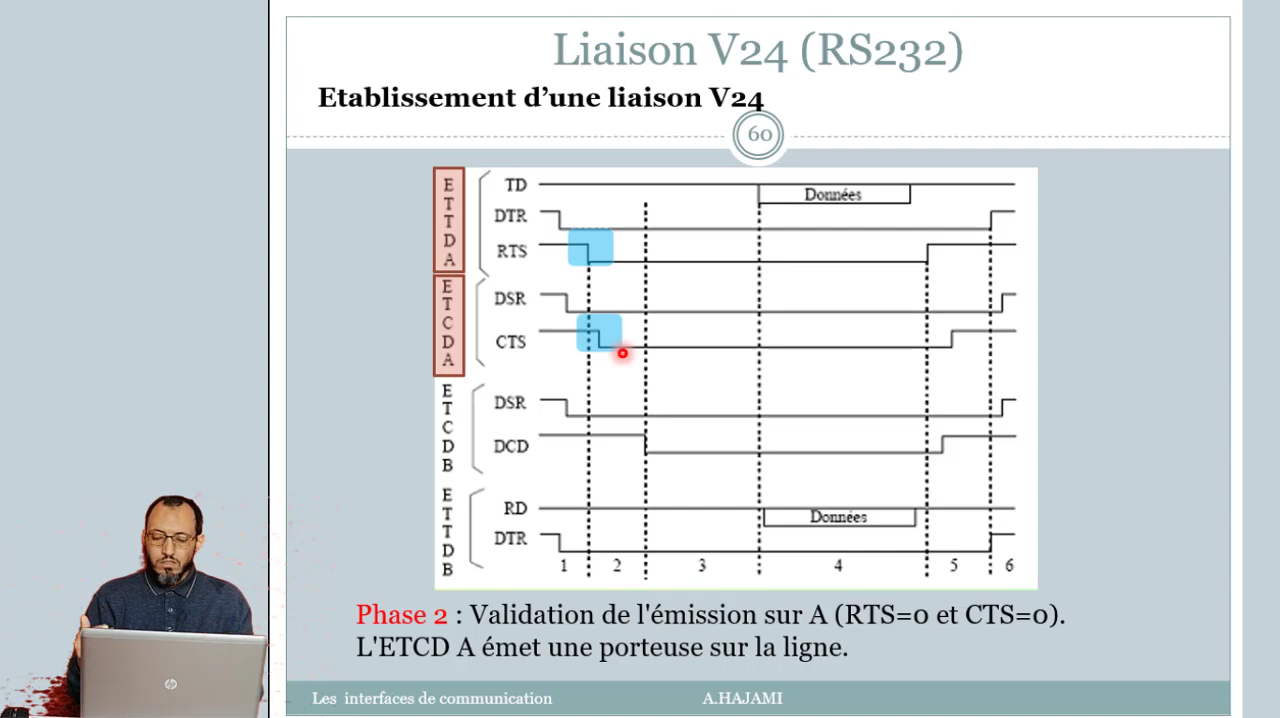 Liaison V24 (RS232)
Etablissement d’une liaison V24
60
E
T
T
D
A
TD
Données
DTR
RTS
E
T
C
D
A
DSR
CTS
E
T
C
D
B
DSR
DCD
E
T
T
D
B
RD
Données
DTR
1 2 3 4 5 6
Phase 2 : Validation de l'émission sur A (RTS=0 et CTS=0).
L'ETCD A émet une porteuse sur la ligne.
Les interfaces de communication A.HAJAMI
hp